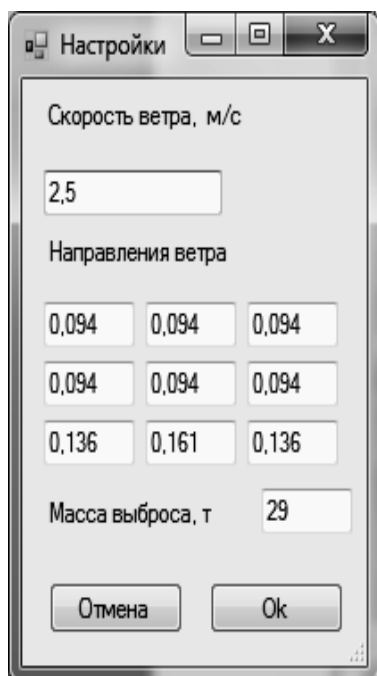 Настройки
Скорость ветра, м/с
2,5
Направления ветра
0,094 0,094 0,094
0,094 0,094 0,094
0,136 0,161 0,136
Масса выброса, т 29
Отмена Ok